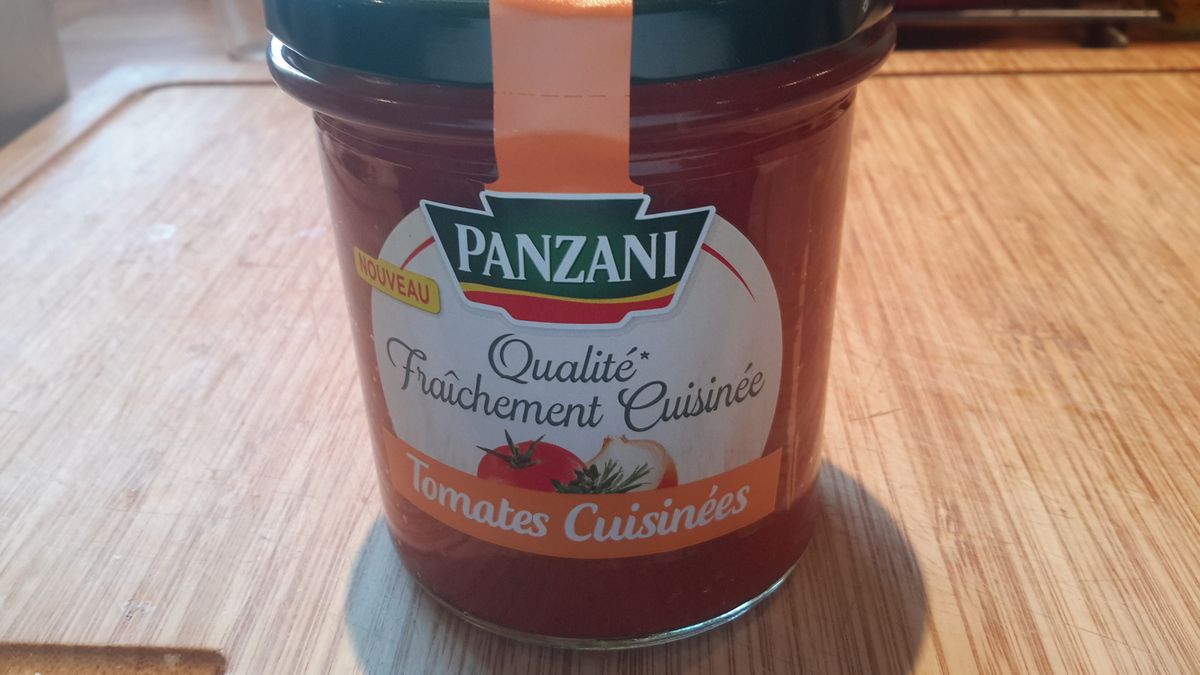 PANZANI
NOUVEAU
Qualité*
Fraîchement Cuisinée
Tomates Cuisinées